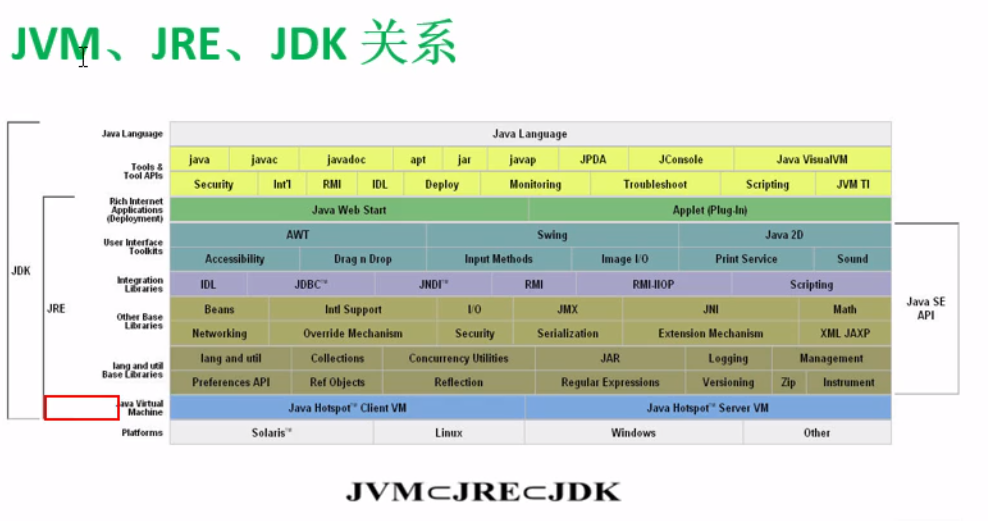 JVM、JRE、JDK 关系
Java Language Java Language
Tools & Tool APIs
java javac javadoc apt jar javap JPDA JConsole Java VisualVM
Security Int'l RMI IDL Deploy Monitoring Troubleshoot Scripting JVM TI
Rich Internet Applications (Deployment)
Java Web Start Applet (Plug-In)
User Interface Toolkits
AWT Swing Java 2D
Accessibility Drag n Drop Input Methods Image I/O Print Service Sound
Integration Libraries
IDL JDBC™ JNDI™ RMI RMI-IIOP Scripting
JDK
JRE
Java SE API
Other Base Libraries
Beans Intl Support I/O JMX JNI Math
Networking Override Mechanism Security Serialization Extension Mechanism XML JAXP
lang and util Base Libraries
lang and util Collections Concurrency Utilities JAR Logging Management
Preferences API Ref Objects Reflection Regular Expressions Versioning Zip Instrument
Java Virtual Machine
Java Hotspot™ Client VM Java Hotspot™ Server VM
Platforms Solaris™ Linux Windows Other
JVM⊂JRE⊂JDK